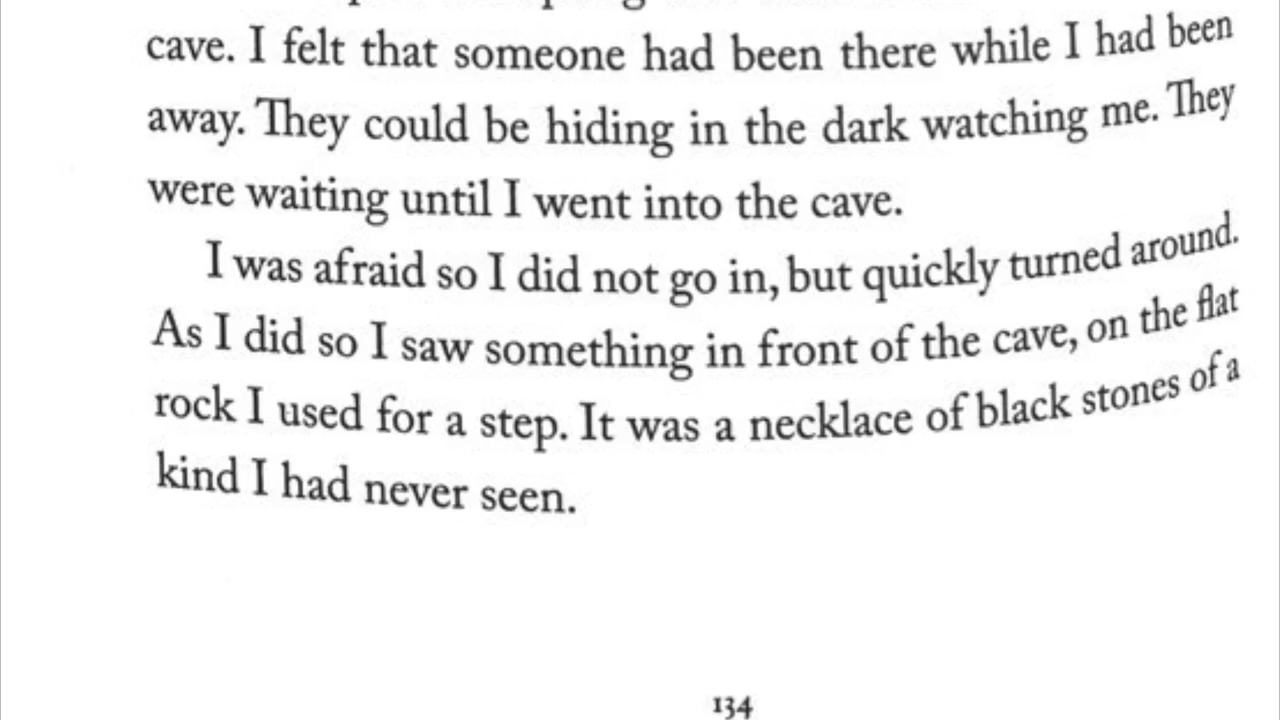 cave. I felt that someone had been there while I had been
away. They could be hiding in the dark watching me. They
were waiting until I went into the cave.
I was afraid so I did not go in, but quickly turned around.
As I did so I saw something in front of the cave, on the flat
rock I used for a step. It was a necklace of black stones of a
kind I had never seen.
134